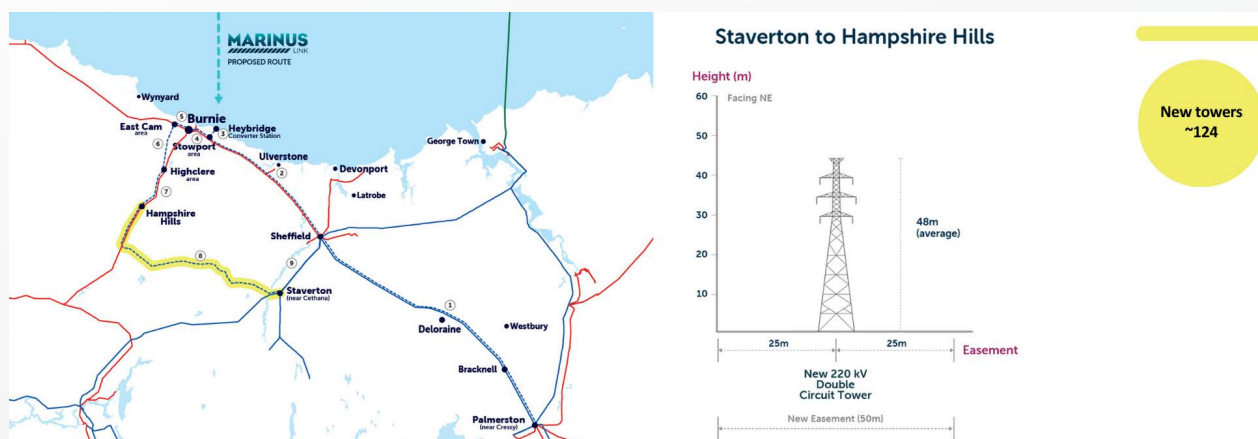 MARINUS
LINK
PROPOSED ROUTE
Wynyard
Burnie
East Cam
area
Heybridge
Converter Station
Stowport
area
Ulverstone
George Town
Highclere
area
Devonport
Latrobe
Hampshire
Hills
Sheffield
Staverton
(near Cethana)
Deloraine
Westbury
Bracknell
Palmerston
(near Cressy)
5
4
3
6
2
7
8
9
1
Staverton to Hampshire Hills
Height (m)
60
Facing NE
50
40
30
20
10
48m
(average)
25m
25m
Easement
New 220 kV
Double
Circuit Tower
New Easement (50m)
New towers
~124